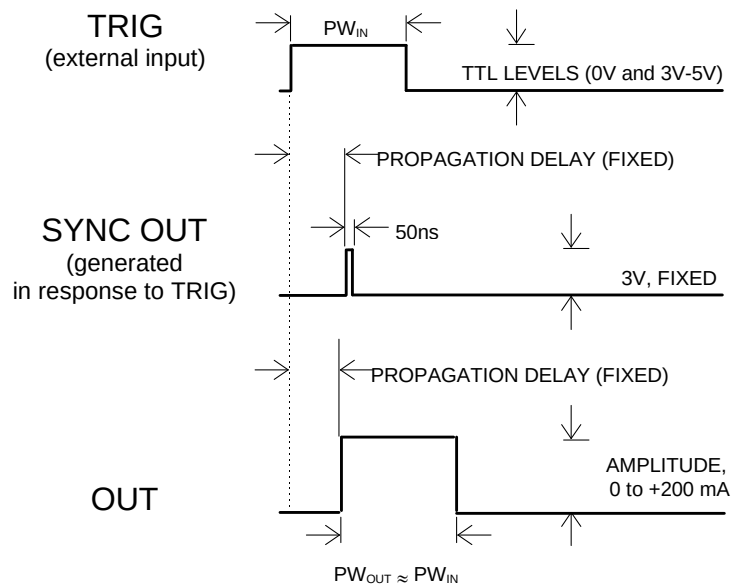 TRIG
(external input)
PW_IN
TTL LEVELS (0V and 3V-5V)
PROPAGATION DELAY (FIXED)
SYNC OUT
(generated
in response to TRIG)
50ns
3V, FIXED
PROPAGATION DELAY (FIXED)
OUT
AMPLITUDE,
0 to +200 mA
PW_OUT ≈ PW_IN